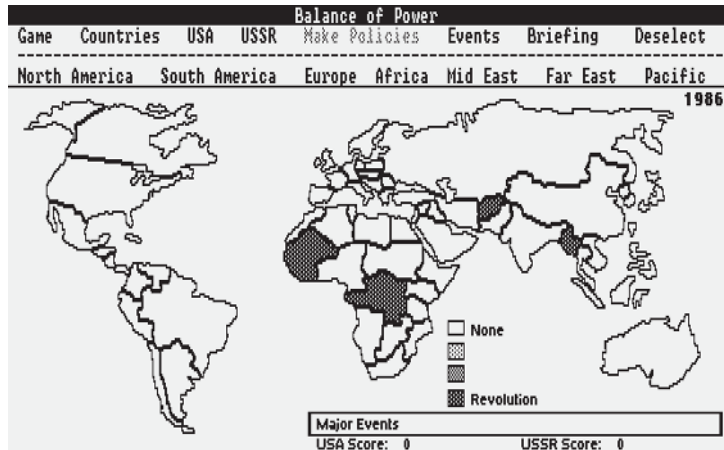 Balance of Power
Game Countries USA USSR Make Policies Events Briefing Deselect
North America South America Europe Africa Mid East Far East Pacific
1986
None
Revolution
Major Events
USA Score: 0 USSR Score: 0